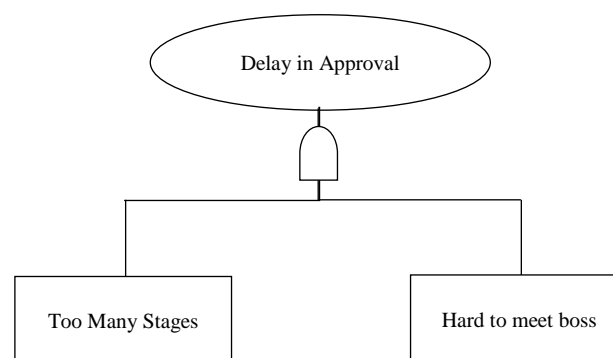 Delay in Approval
Too Many Stages
Hard to meet boss